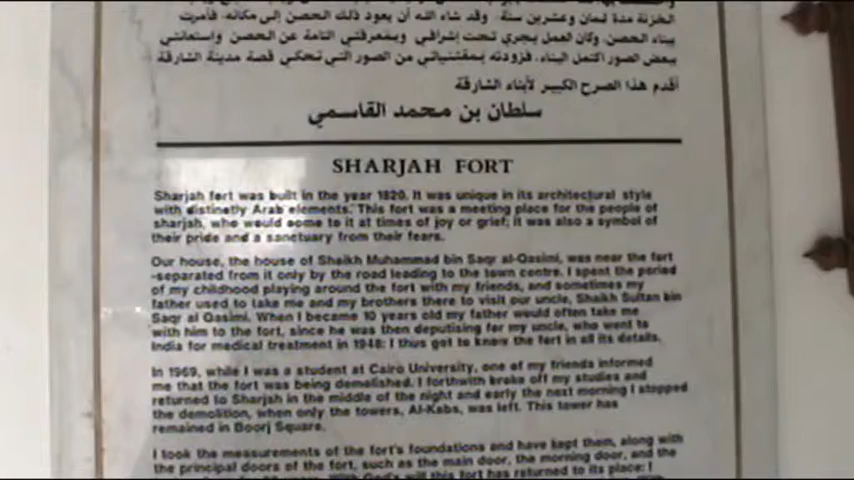 الخزنة مدة ثمان وعشرين سنة. وقد شاء الله أن يعود ذلك الحصن إلى مكانه. فأمرت
ببناء الحصن. وكان العمل يجري تحت إشرافي وبمعرفتي التامة عن الحصن وإستعانتي
ببعض الصور اكتمل البناء. فزودته بمقتنياتي من الصور التي تحكي قصة مدينة الشارقة
أقدم هذا الصرح الكبير لأبناء الشارقة
سلطان بن محمد القاسمي
SHARJAH FORT
Sharjah fort was built in the year 1820. It was unique in its architectural style
with distinctly Arab elements. This fort was a meeting place for the people of
sharjah, who would come to it at times of joy or grief; it was also a symbol of
their pride and a sanctuary from their fears.
Our house, the house of Sheikh Muhammad bin Saqr al-Qasimi, was near the fort
-separated from it only by the road leading to the town centre. I spent the period
of my childhood playing around the fort with my friends, and sometimes my
father used to take me and my brothers there to visit our uncle, Shaikh Sultan bin
Saqr al Qasimi. When I became 10 years old my father would often take me
with him to the fort, since he was then deputising for my uncle, who went to
India for medical treatment in 1948: I thus got to know the fort in all its details.
In 1969, while I was a student at Cairo University, one of my friends informed
me that the fort was being demolished. I forthwith broke off my studies and
returned to Sharjah in the middle of the night and early the next morning I stopped
the demolition, when only the towers, Al-Kabs, was left. This tower has
remained in Boorj Square.
I took the measurements of the fort's foundations and have kept them, along with
the principal doors of the fort, such as the main door, the morning door, and the
years. With God's will this fort has returned to its place: I